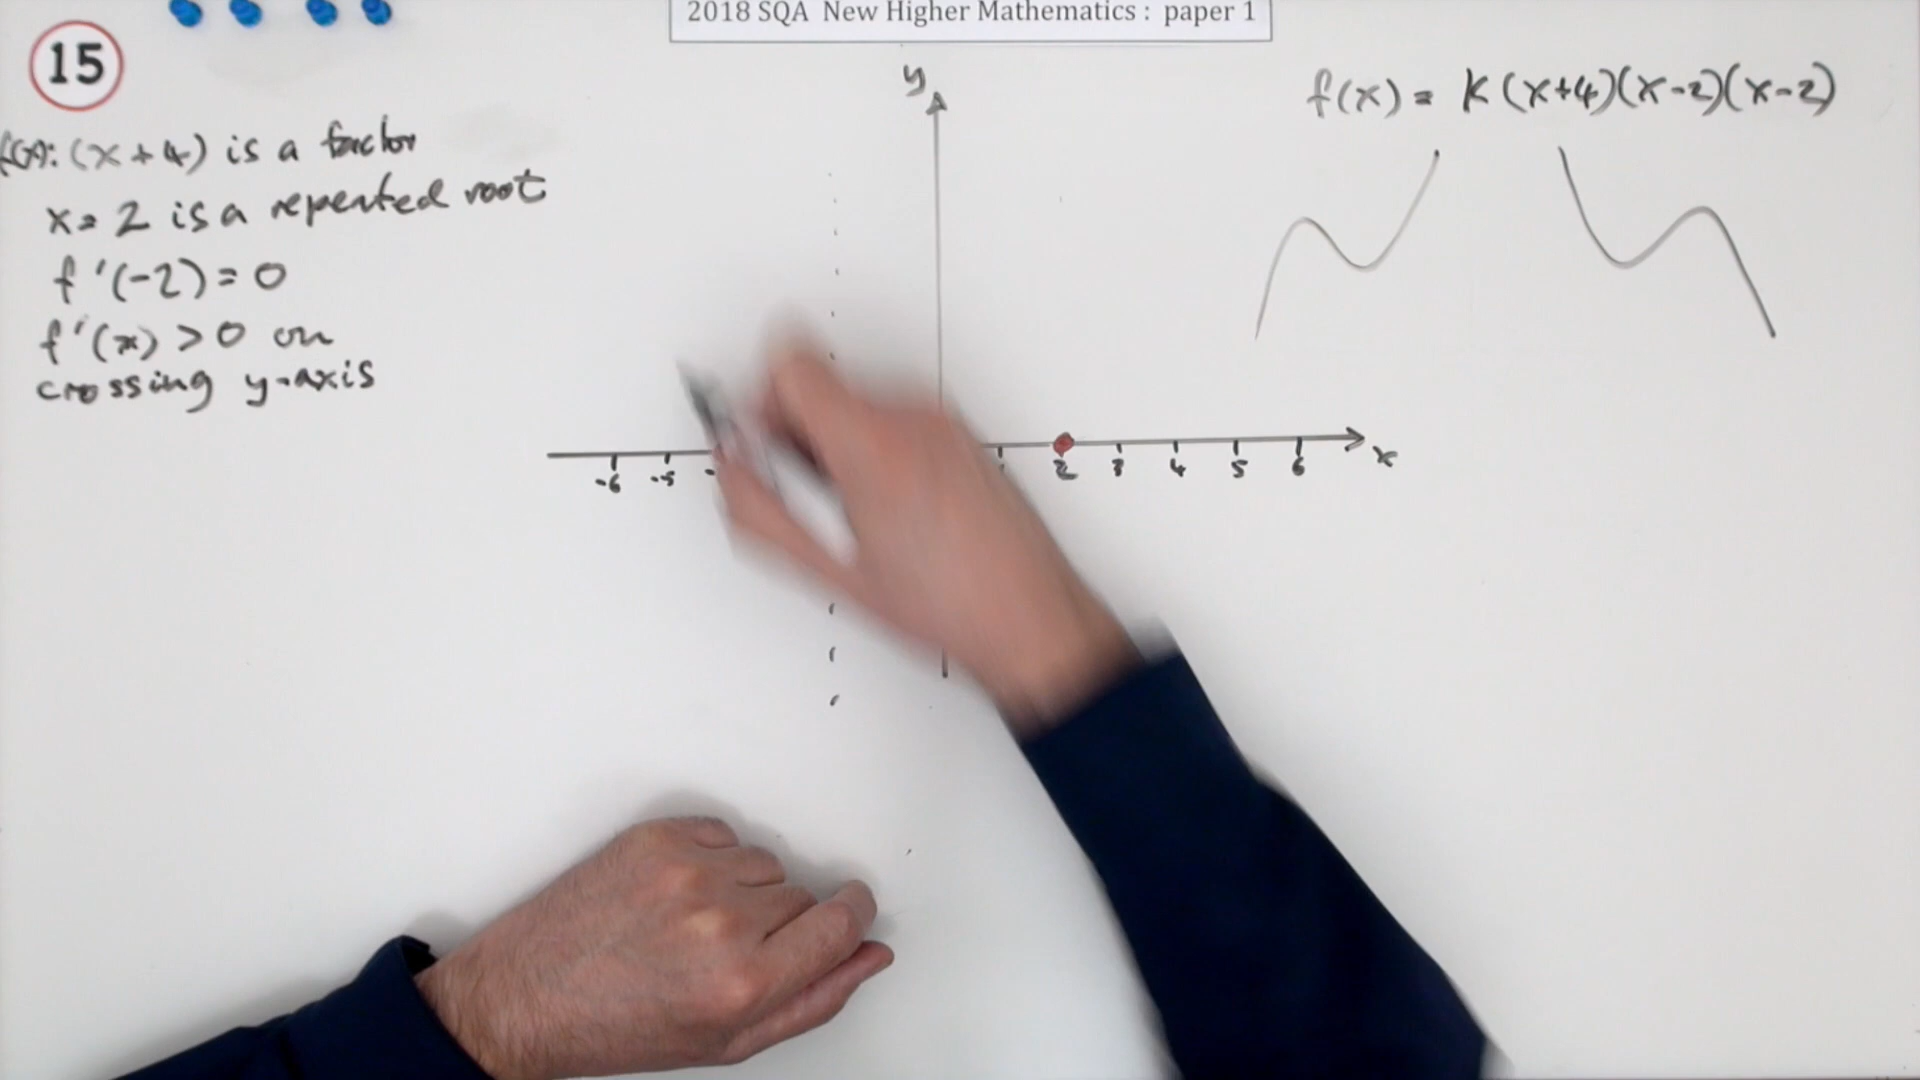 2018 SQA New Higher Mathematics : paper 1
15
f(x): (x+4) is a factor
x = 2 is a repeated root
f'(-2) = 0
f'(x) > 0 on
crossing y-axis
y
f(x) = k(x+4)(x-2)(x-2)
-6 -5 2 3 4 5 6 x